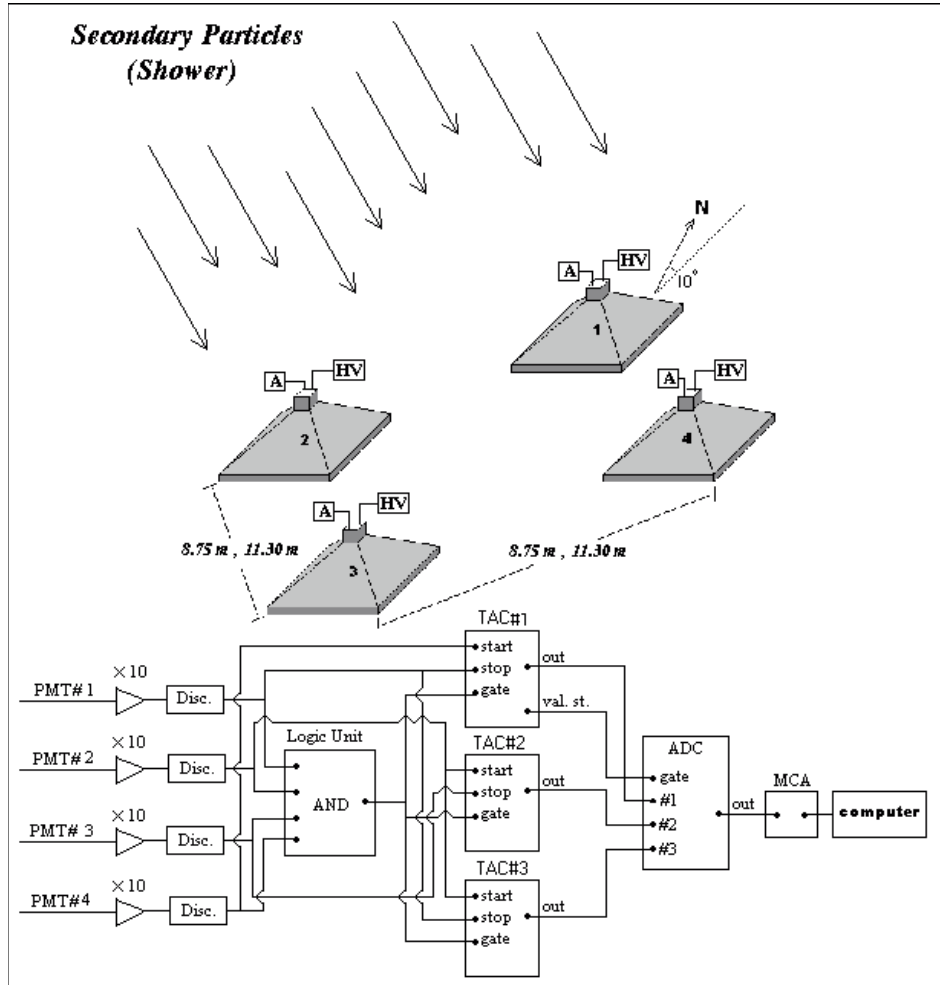 Secondary Particles
(Shower)
N
10°
A HV
1
A HV
2
A HV
4
A HV
3
8.75 m , 11.30 m
8.75 m , 11.30 m
TAC#1
start
stop
gate
out
val. st.
×10
PMT# 1
Disc.
×10
PMT# 2
Disc.
×10
PMT# 3
Disc.
×10
PMT#4
Disc.
Logic Unit
AND
TAC#2
start
stop
gate
out
TAC#3
start
stop
gate
out
ADC
gate
#1
#2
#3
out
MCA
computer